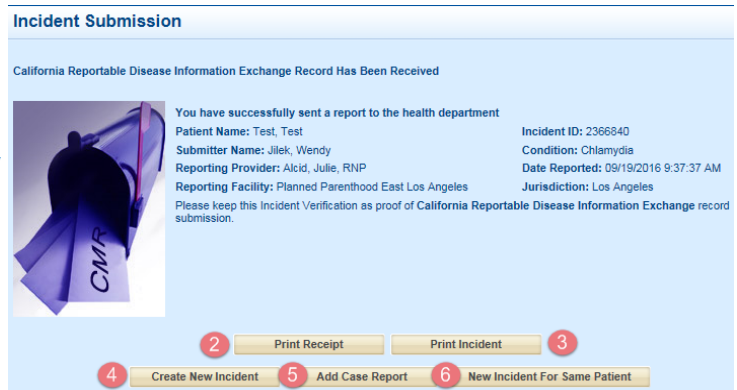 Incident Submission
California Reportable Disease Information Exchange Record Has Been Received
You have successfully sent a report to the health department
Patient Name: Test, Test Incident ID: 2366840
Submitter Name: Jilek, Wendy Condition: Chlamydia
Reporting Provider: Alcid, Julie, RNP Date Reported: 09/19/2016 9:37:37 AM
Reporting Facility: Planned Parenthood East Los Angeles Jurisdiction: Los Angeles
Please keep this Incident Verification as proof of California Reportable Disease Information Exchange record
submission.
CMR
2 Print Receipt Print Incident 3
4 Create New Incident 5 Add Case Report 6 New Incident For Same Patient